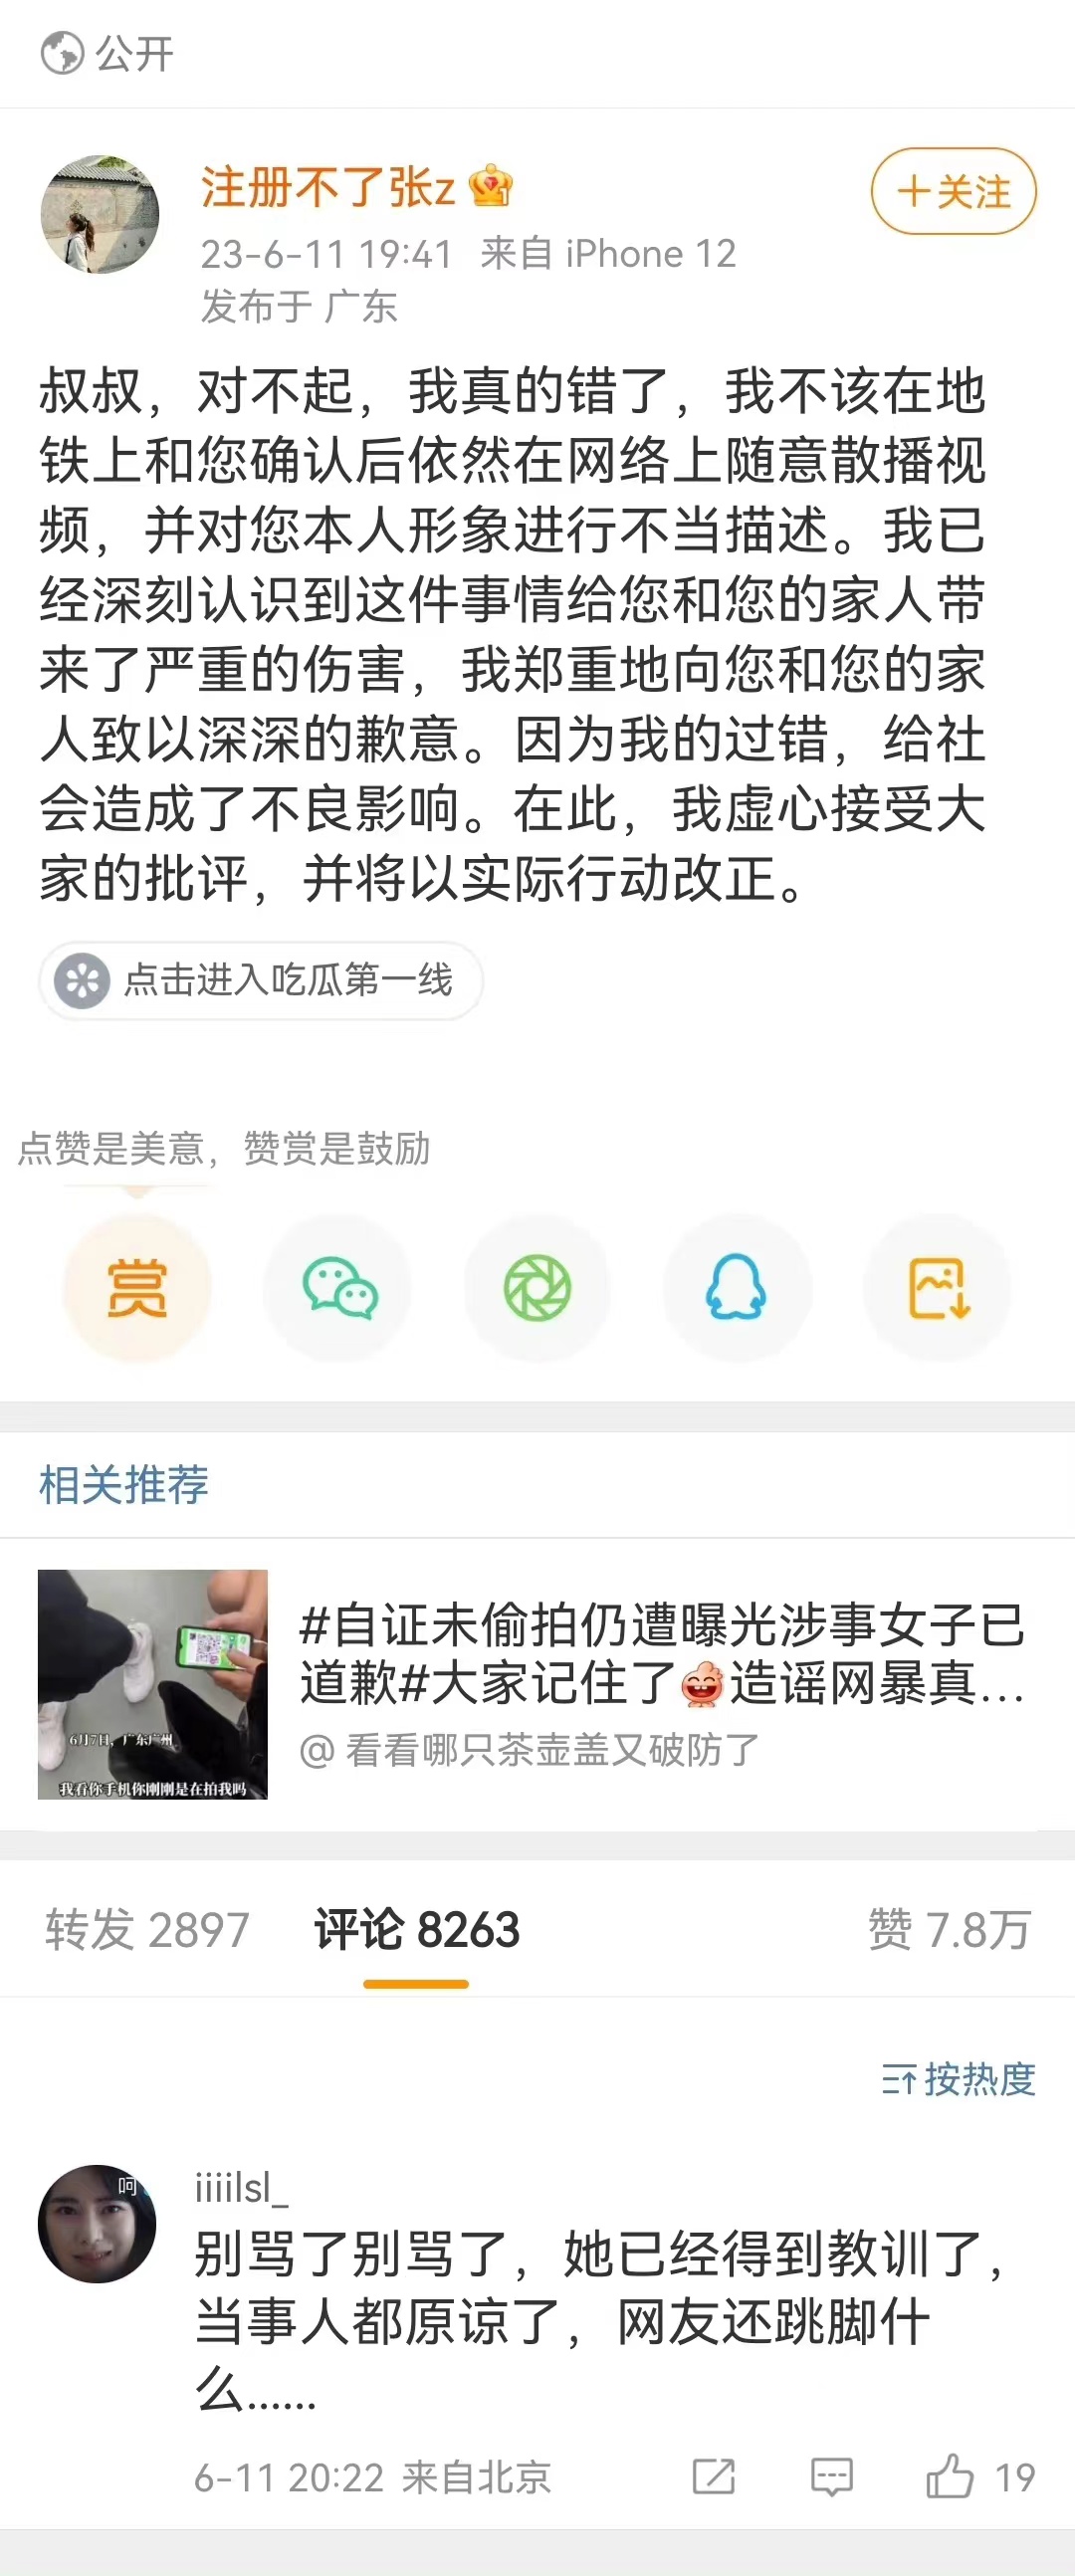 公开
注册不了张z
+关注
23-6-11 19:41 来自 iPhone 12
发布于 广东
叔叔，对不起，我真的错了，我不该在地
铁上和您确认后依然在网络上随意散播视
频，并对您本人形象进行不当描述。我已
经深刻认识到这件事情给您和您的家人带
来了严重的伤害，我郑重地向您和您的家
人致以深深的歉意。因为我的过错，给社
会造成了不良影响。在此，我虚心接受大
家的批评，并将以实际行动改正。
点击进入吃瓜第一线
点赞是美意，赞赏是鼓励
赏
相关推荐
#自证未偷拍仍遭曝光涉事女子已
道歉#大家记住了造谣网暴真...
@ 看看哪只茶壶盖又破防了
6月7日，广东广州
我看你手机你刚刚是在拍我吗
转发 2897 评论 8263 赞 7.8万
按热度
呵
iiiilsl_
别骂了别骂了，她已经得到教训了，
当事人都原谅了，网友还跳脚什
么......
6-11 20:22 来自北京
19